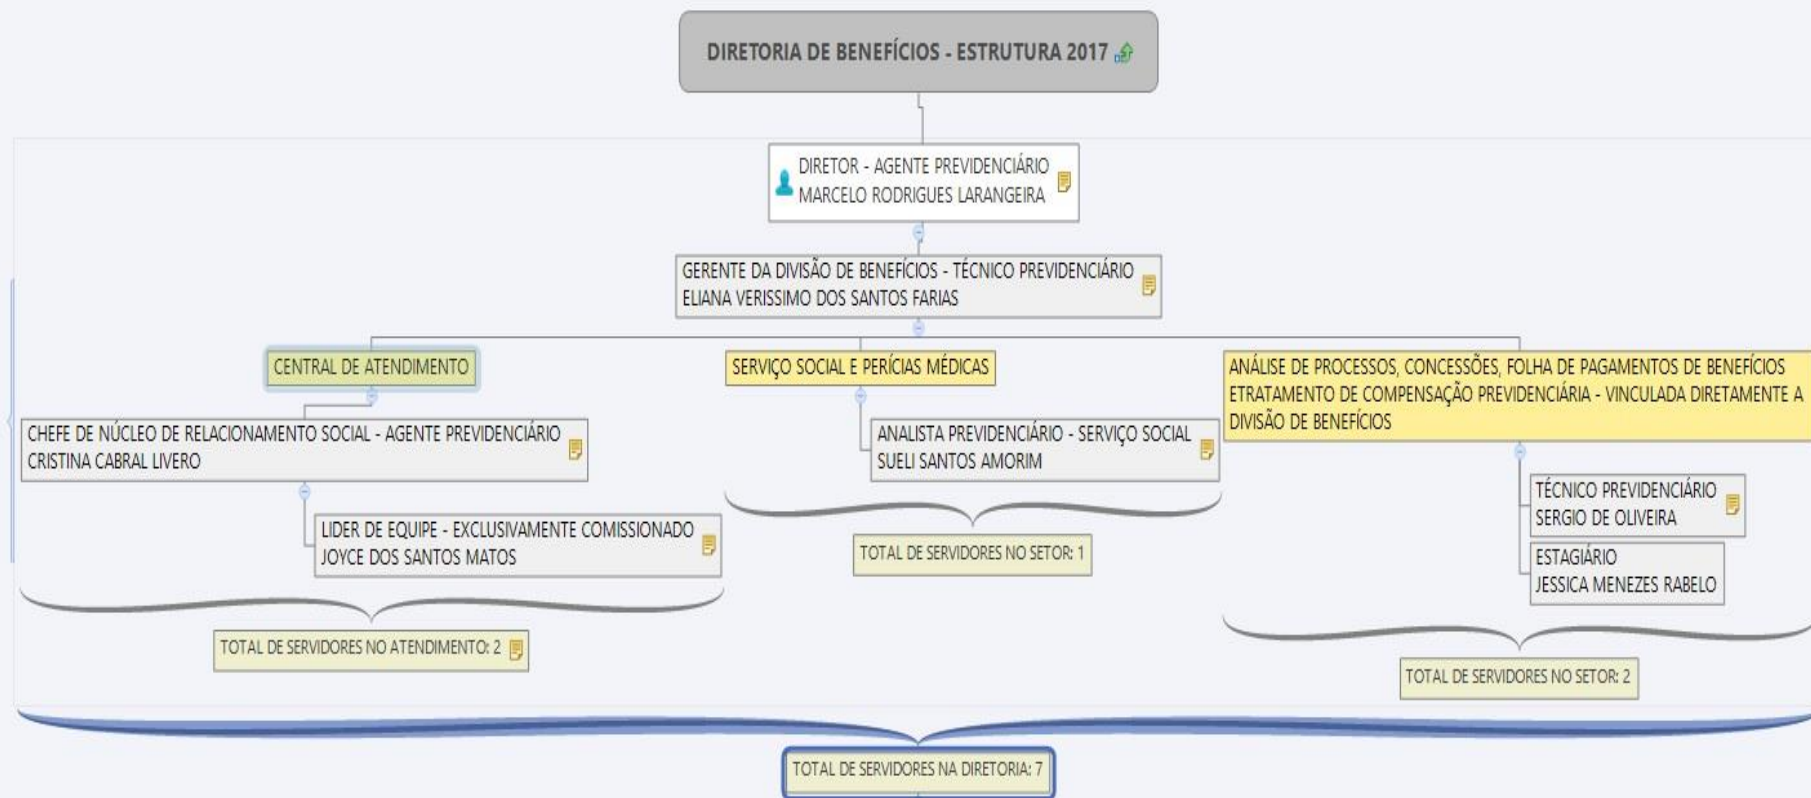 DIRETORIA DE BENEFÍCIOS - ESTRUTURA 2017
DIRETOR - AGENTE PREVIDENCIÁRIO
MARCELO RODRIGUES LARANGEIRA
GERENTE DA DIVISÃO DE BENEFÍCIOS - TÉCNICO PREVIDENCIÁRIO
ELIANA VERISSIMO DOS SANTOS FARIAS
CENTRAL DE ATENDIMENTO
CHEFE DE NÚCLEO DE RELACIONAMENTO SOCIAL - AGENTE PREVIDENCIÁRIO
CRISTINA CABRAL LIVERO
LIDER DE EQUIPE - EXCLUSIVAMENTE COMISSIONADO
JOYCE DOS SANTOS MATOS
TOTAL DE SERVIDORES NO ATENDIMENTO: 2
SERVIÇO SOCIAL E PERÍCIAS MÉDICAS
ANALISTA PREVIDENCIÁRIO - SERVIÇO SOCIAL
SUELI SANTOS AMORIM
TOTAL DE SERVIDORES NO SETOR: 1
ANÁLISE DE PROCESSOS, CONCESSÕES, FOLHA DE PAGAMENTOS DE BENEFÍCIOS
ETRATAMENTO DE COMPENSAÇÃO PREVIDENCIÁRIA - VINCULADA DIRETAMENTE A
DIVISÃO DE BENEFÍCIOS
TÉCNICO PREVIDENCIÁRIO
SERGIO DE OLIVEIRA
ESTAGIÁRIO
JESSICA MENEZES RABELO
TOTAL DE SERVIDORES NO SETOR: 2
TOTAL DE SERVIDORES NA DIRETORIA: 7